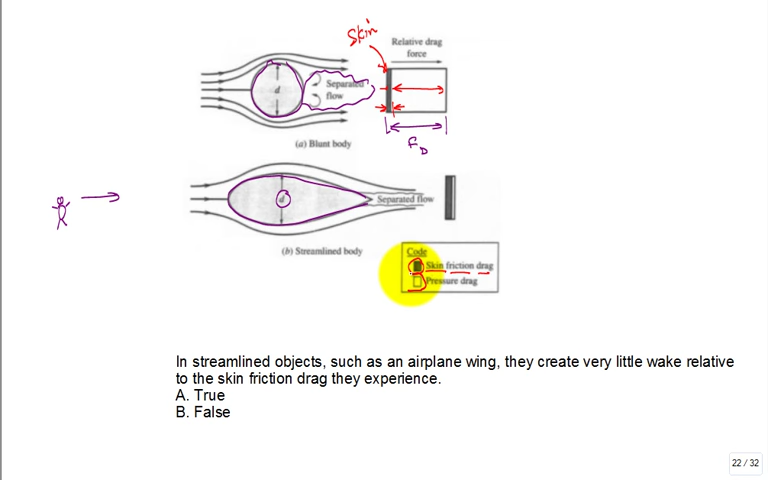 Skin
Relative drag
force
d
Separated
flow
F_D
(a) Blunt body
d
Separated flow
(b) Streamlined body
Code
Skin friction drag
Pressure drag
In streamlined objects, such as an airplane wing, they create very little wake relative
to the skin friction drag they experience.
A. True
B. False
22 / 32